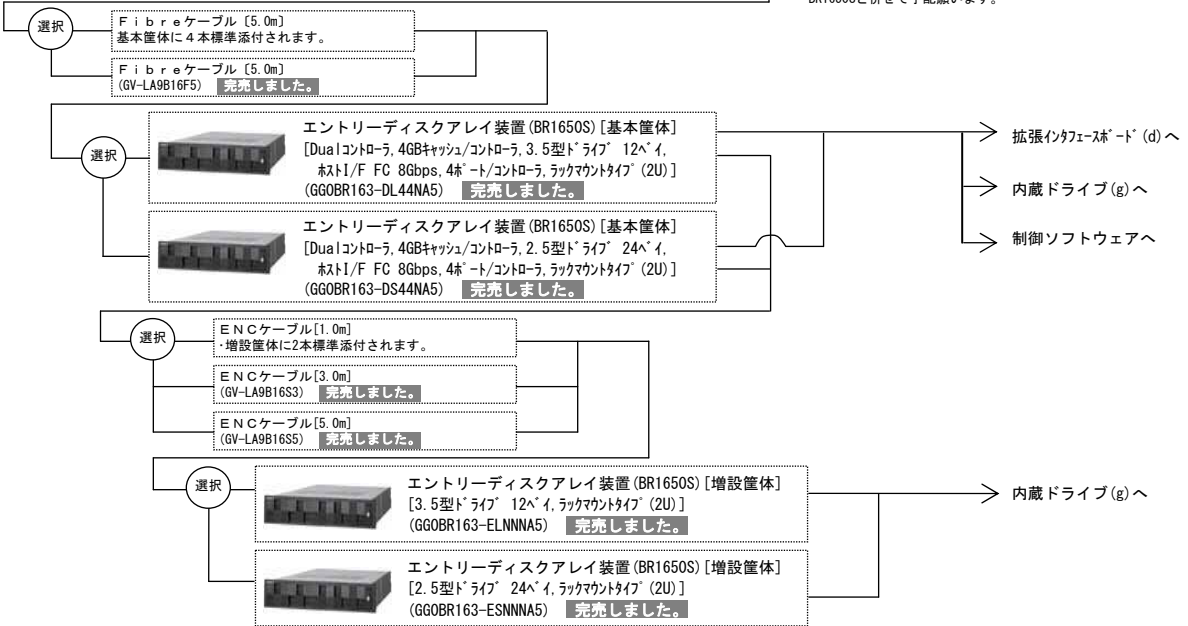 BR1650Sと併せて手配願います。
選択
Ｆｉｂｒｅケーブル〔5.0m〕
基本筐体に４本標準添付されます。
Ｆｉｂｒｅケーブル〔5.0m〕
(GV-LA9B16F5) 完売しました。
選択
エントリーディスクアレイ装置(BR1650S)[基本筐体]
[Dualｺﾝﾄﾛｰﾗ,4GBｷｬｯｼｭ/ｺﾝﾄﾛｰﾗ,3.5型ﾄﾞﾗｲﾌﾞ 12ﾍﾞｲ,
ﾎｽﾄI/F FC 8Gbps,4ﾎﾟｰﾄ/ｺﾝﾄﾛｰﾗ,ﾗｯｸﾏｳﾝﾄﾀｲﾌﾟ(2U)]
(GG0BR163-DL44NA5) 完売しました。
エントリーディスクアレイ装置(BR1650S)[基本筐体]
[Dualｺﾝﾄﾛｰﾗ,4GBｷｬｯｼｭ/ｺﾝﾄﾛｰﾗ,2.5型ﾄﾞﾗｲﾌﾞ 24ﾍﾞｲ,
ﾎｽﾄI/F FC 8Gbps,4ﾎﾟｰﾄ/ｺﾝﾄﾛｰﾗ,ﾗｯｸﾏｳﾝﾄﾀｲﾌﾟ(2U)]
(GG0BR163-DS44NA5) 完売しました。
拡張ｲﾝﾀﾌｪｰｽﾎﾞｰﾄﾞ(d)へ
内蔵ドライブ(g)へ
制御ソフトウェアへ
選択
ＥＮＣケーブル[1.0m]
･増設筐体に2本標準添付されます。
ＥＮＣケーブル[3.0m]
(GV-LA9B16S3) 完売しました。
ＥＮＣケーブル[5.0m]
(GV-LA9B16S5) 完売しました。
選択
エントリーディスクアレイ装置(BR1650S)[増設筐体]
[3.5型ﾄﾞﾗｲﾌﾞ 12ﾍﾞｲ,ﾗｯｸﾏｳﾝﾄﾀｲﾌﾟ(2U)]
(GG0BR163-ELNNNA5) 完売しました。
エントリーディスクアレイ装置(BR1650S)[増設筐体]
[2.5型ﾄﾞﾗｲﾌﾞ 24ﾍﾞｲ,ﾗｯｸﾏｳﾝﾄﾀｲﾌﾟ(2U)]
(GG0BR163-ESNNNA5) 完売しました。
内蔵ドライブ(g)へ